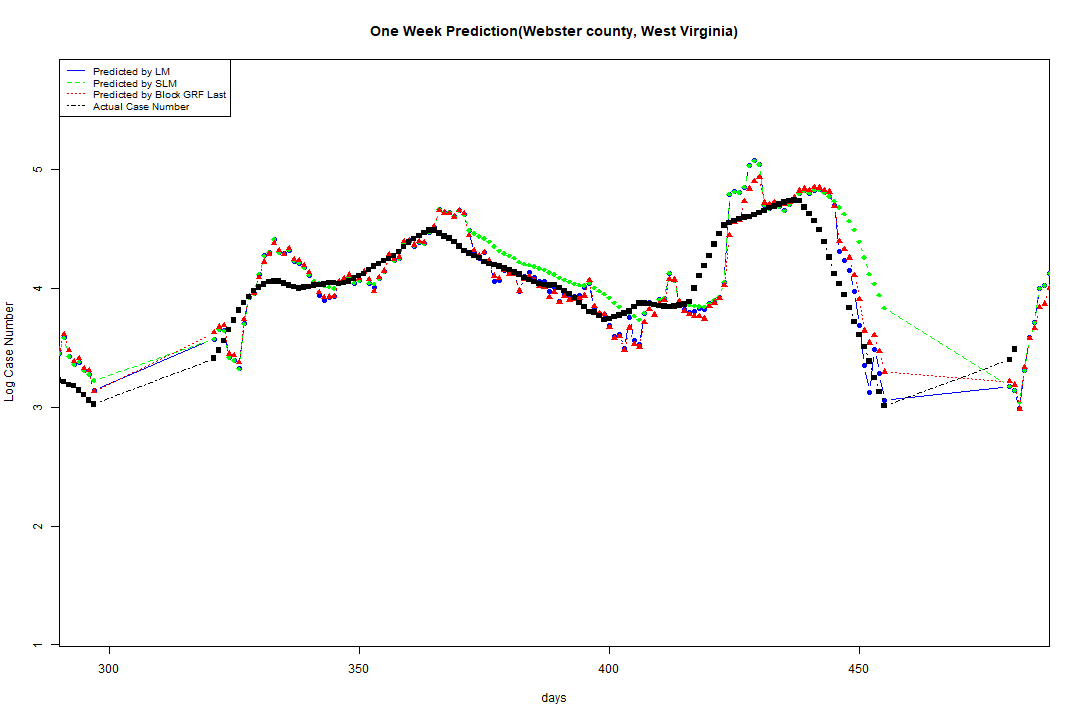 One Week Prediction(Webster county, West Virginia)
Predicted by LM
Predicted by SLM
Predicted by Block GRF Last
Actual Case Number
5
4
3
2
1
Log Case Number
300
350
400
450
days